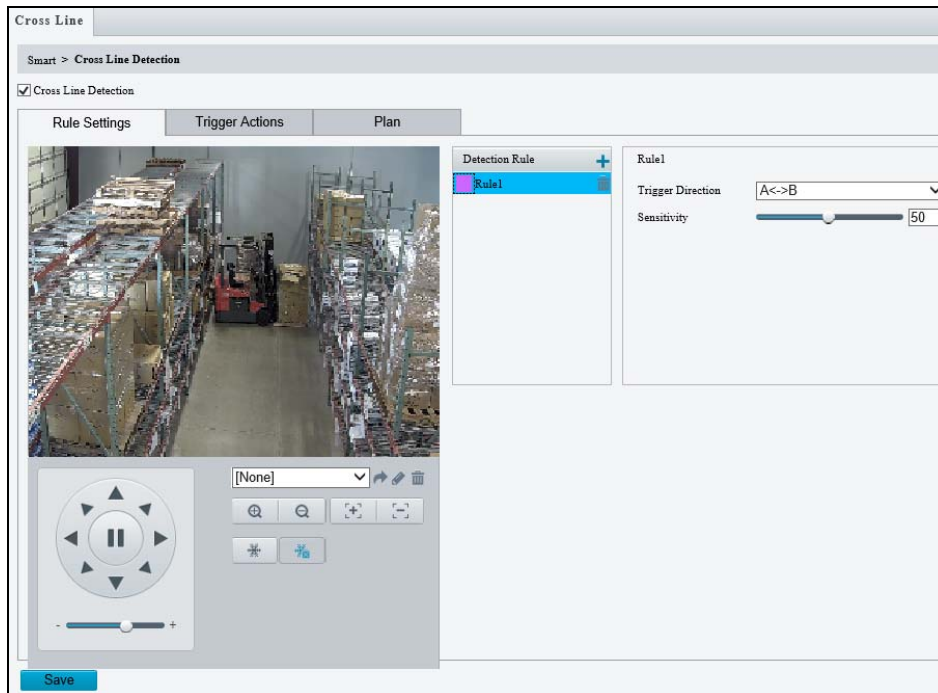 Cross Line
Smart > Cross Line Detection
Cross Line Detection
Rule Settings
Trigger Actions
Plan
Detection Rule
Rule1
Rule1
Trigger Direction
A<->B
Sensitivity
50
[None]
- +
Save